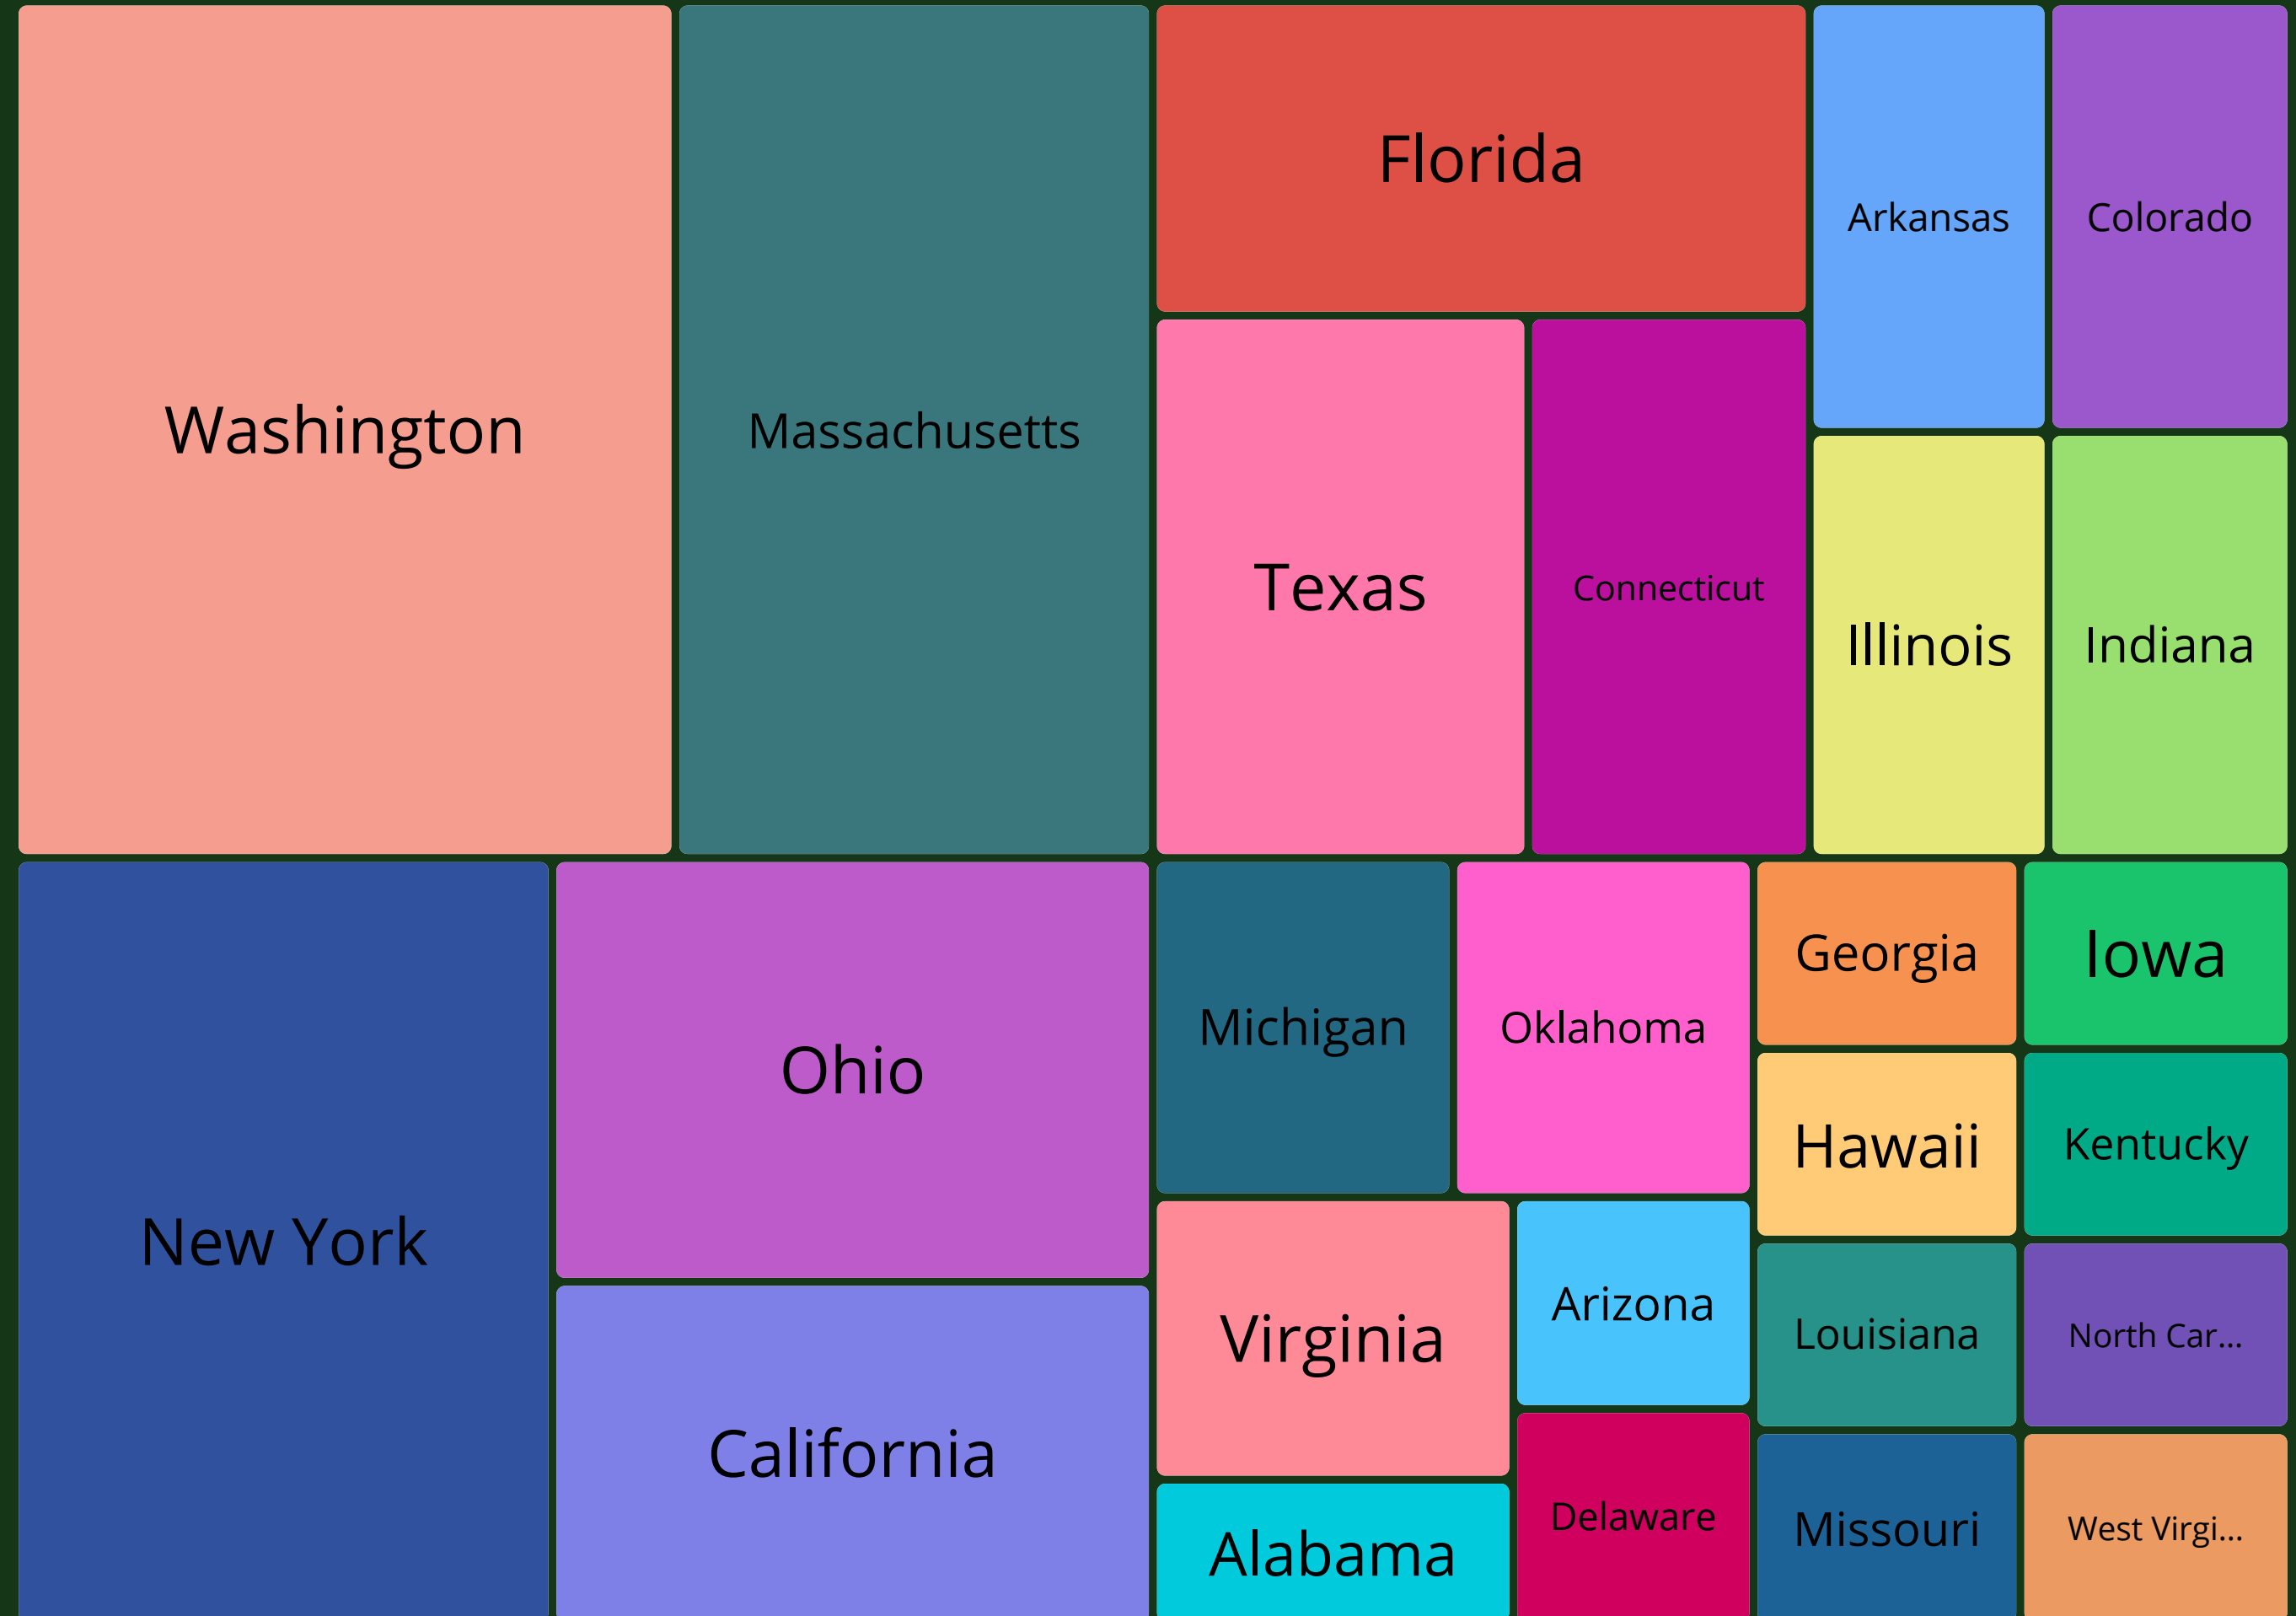 Washington
Massachusetts
Florida
Arkansas
Colorado
Texas
Connecticut
Illinois
Indiana
New York
Ohio
California
Michigan
Oklahoma
Georgia
Iowa
Hawaii
Kentucky
Virginia
Arizona
Louisiana
North Car...
Alabama
Delaware
Missouri
West Virgi...